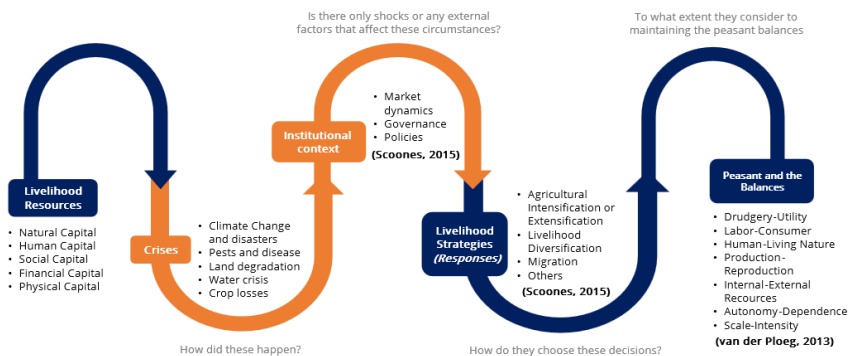 Is there only shocks or any external
factors that affect these circumstances?
To what extent they consider to
maintaining the peasant balances
Livelihood
Resources
• Natural Capital
• Human Capital
• Social Capital
• Financial Capital
• Physical Capital
Crises
• Climate Change
and disasters
• Pests and disease
• Land degradation
• Water crisis
• Crop losses
How did these happen?
Institutional
context
• Market
dynamics
• Governance
• Policies
(Scoones, 2015)
Livelihood
Strategies
(Responses)
• Agricultural
Intensification or
Extensification
• Livelihood
Diversification
• Migration
• Others
(Scoones, 2015)
How do they choose these decisions?
Peasant and the
Balances
• Drudgery-Utility
• Labor-Consumer
• Human-Living Nature
• Production-
Reproduction
• Internal-External
Recources
• Autonomy-Dependence
• Scale-Intensity
(van der Ploeg, 2013)